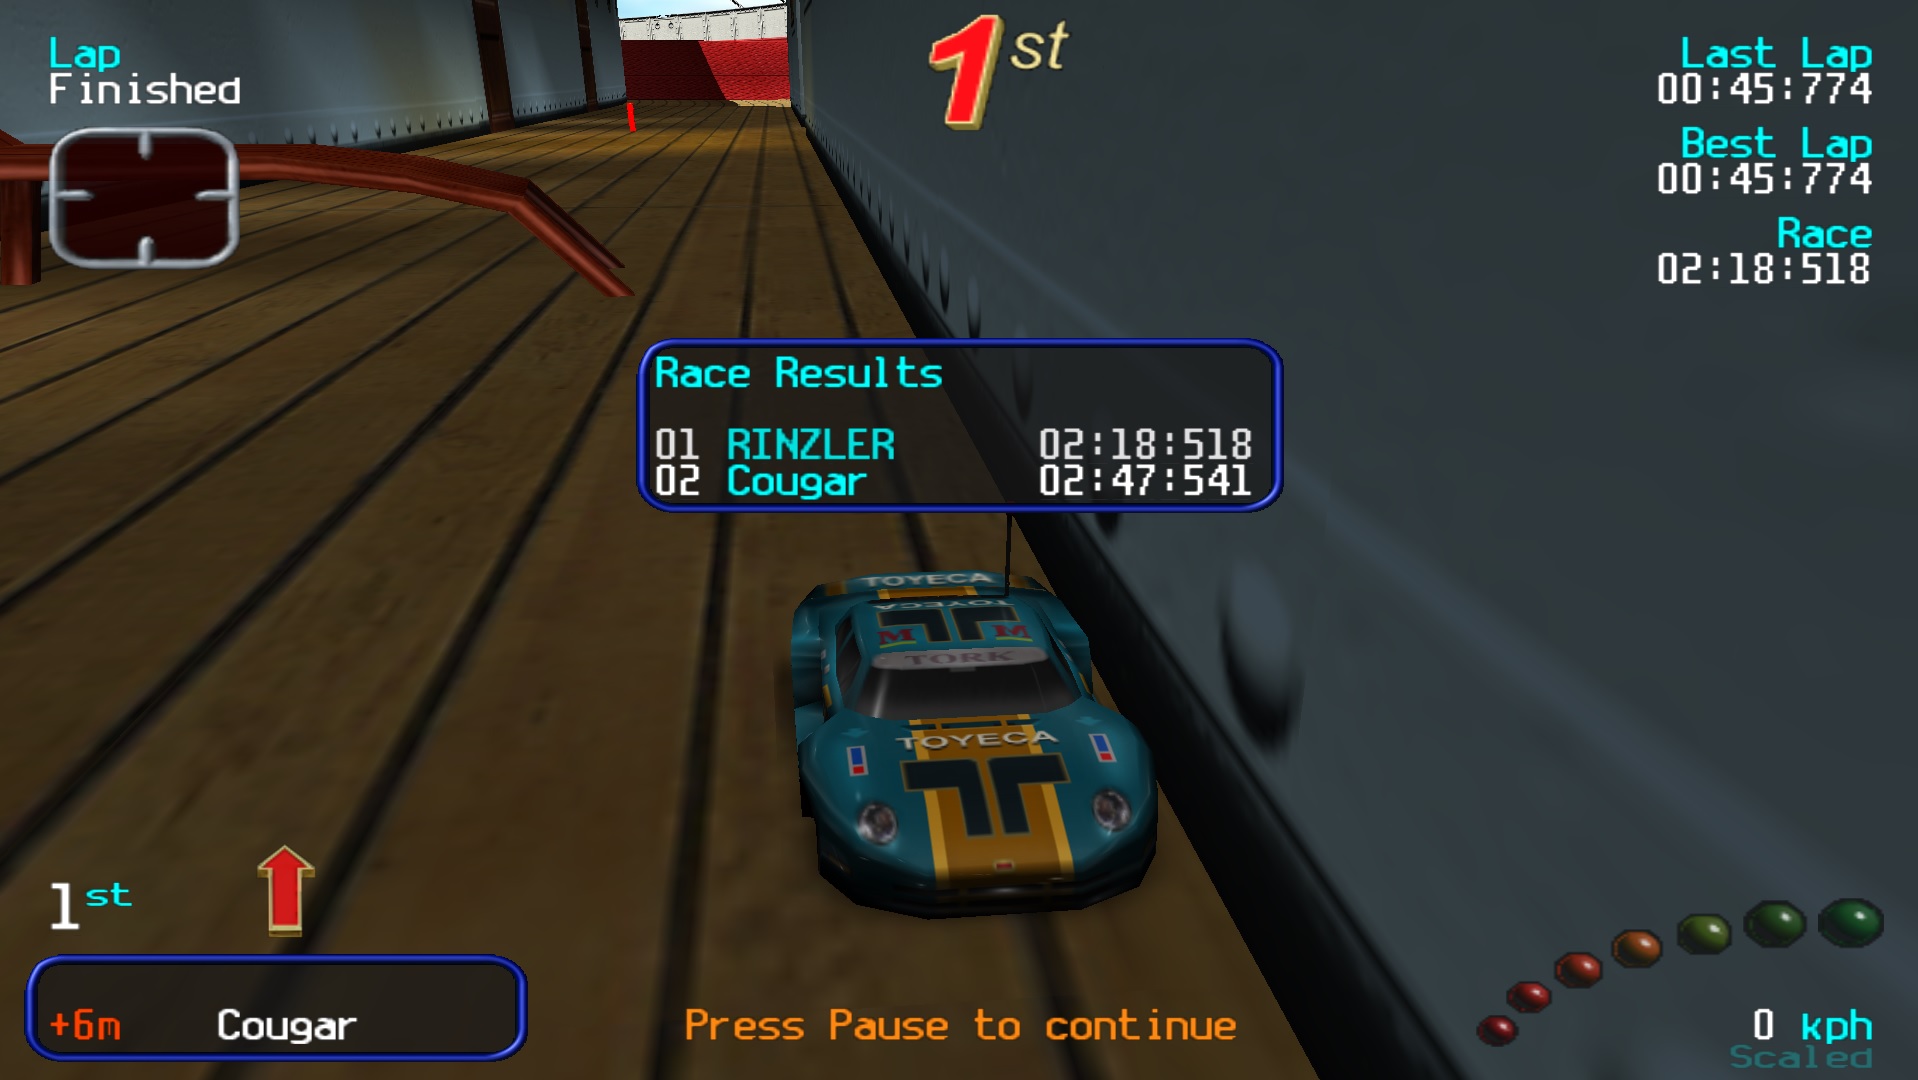 Lap
Finished
1st
Last Lap
00:45:774
Best Lap
00:45:774
Race
02:18:518
Race Results
01 RINZLER 02:18:518
02 Cougar 02:47:541
TOYECA
TOYECA
M M
TORK
TOYECA
1st
+6m Cougar
Press Pause to continue
0 kph
Scaled